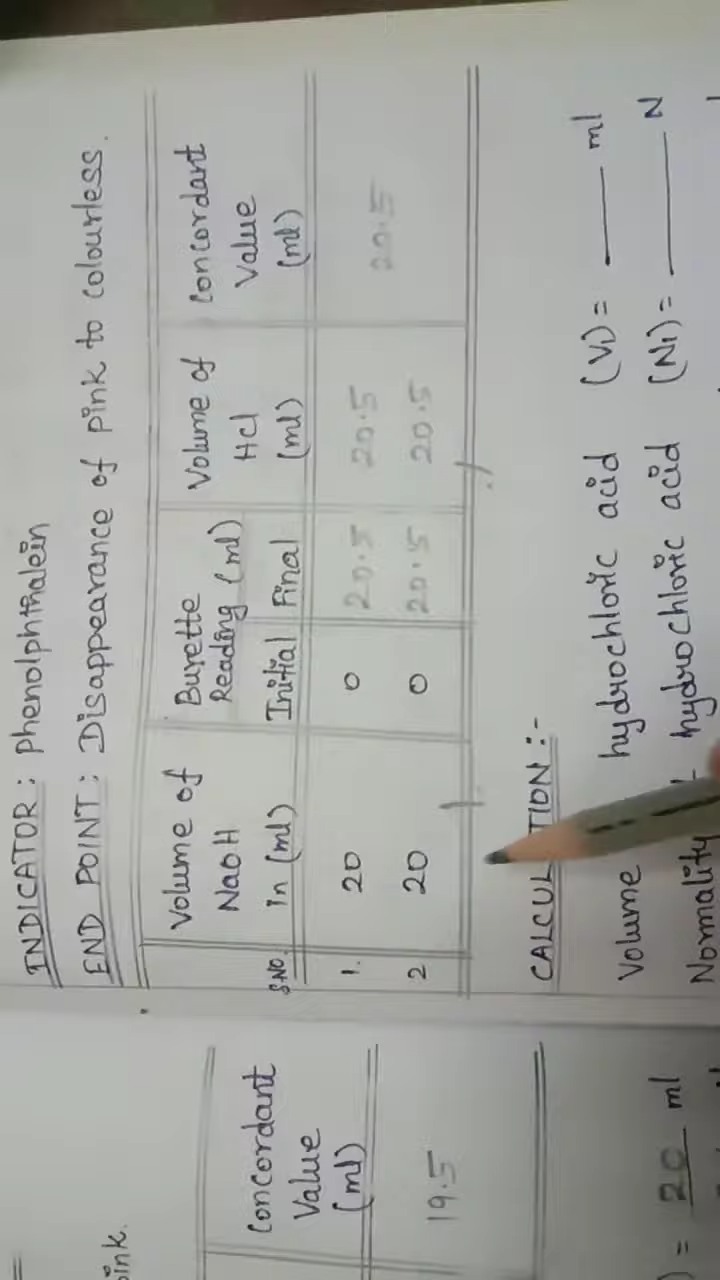 INDICATOR : Phenolphthalein
END POINT : Disappearance of pink to colourless.
S.NO. Volume of NaoH in (ml) Burette Reading (ml) Initial Final Volume of HCl (ml) Concordant Value (ml)
1. 20 0 20.5 20.5 20.5
2 20 0 20.5 20.5
CALCUL TION :-
Volume hydrochloric acid (V1) = ml
Normality hydrochloric acid (N1) = N
pink.
Concordant
Value
(ml)
19.5
) = 20 ml